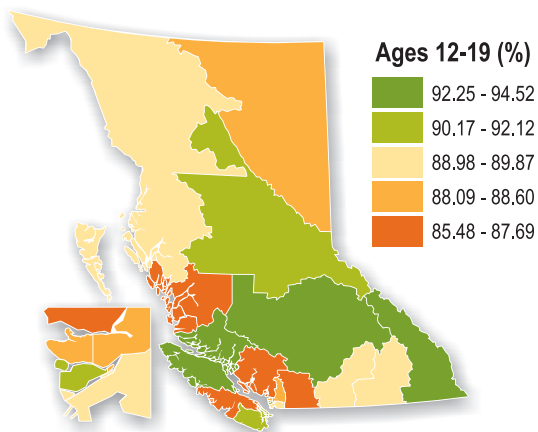 Ages 12-19 (%)
92.25 - 94.52
90.17 - 92.12
88.98 - 89.87
88.09 - 88.60
85.48 - 87.69